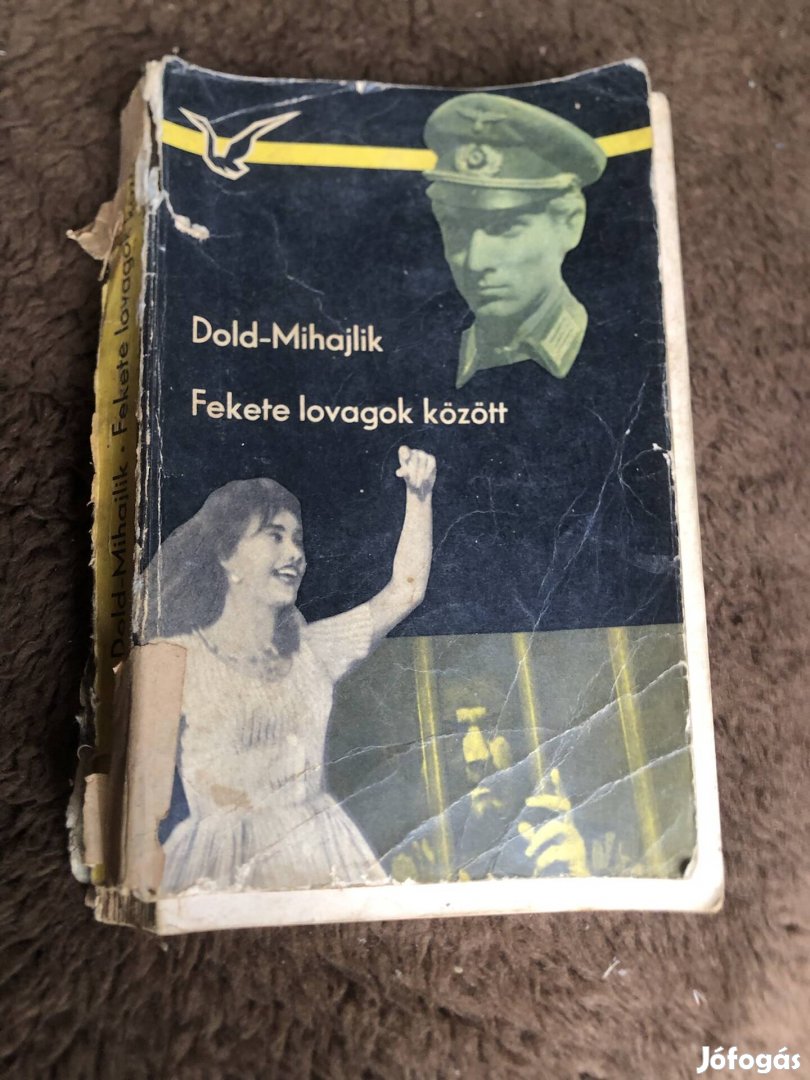 Dold-Mihajlik
Fekete lovagok között
Dold-Mihajlik · Fekete lovagok
Jófogás